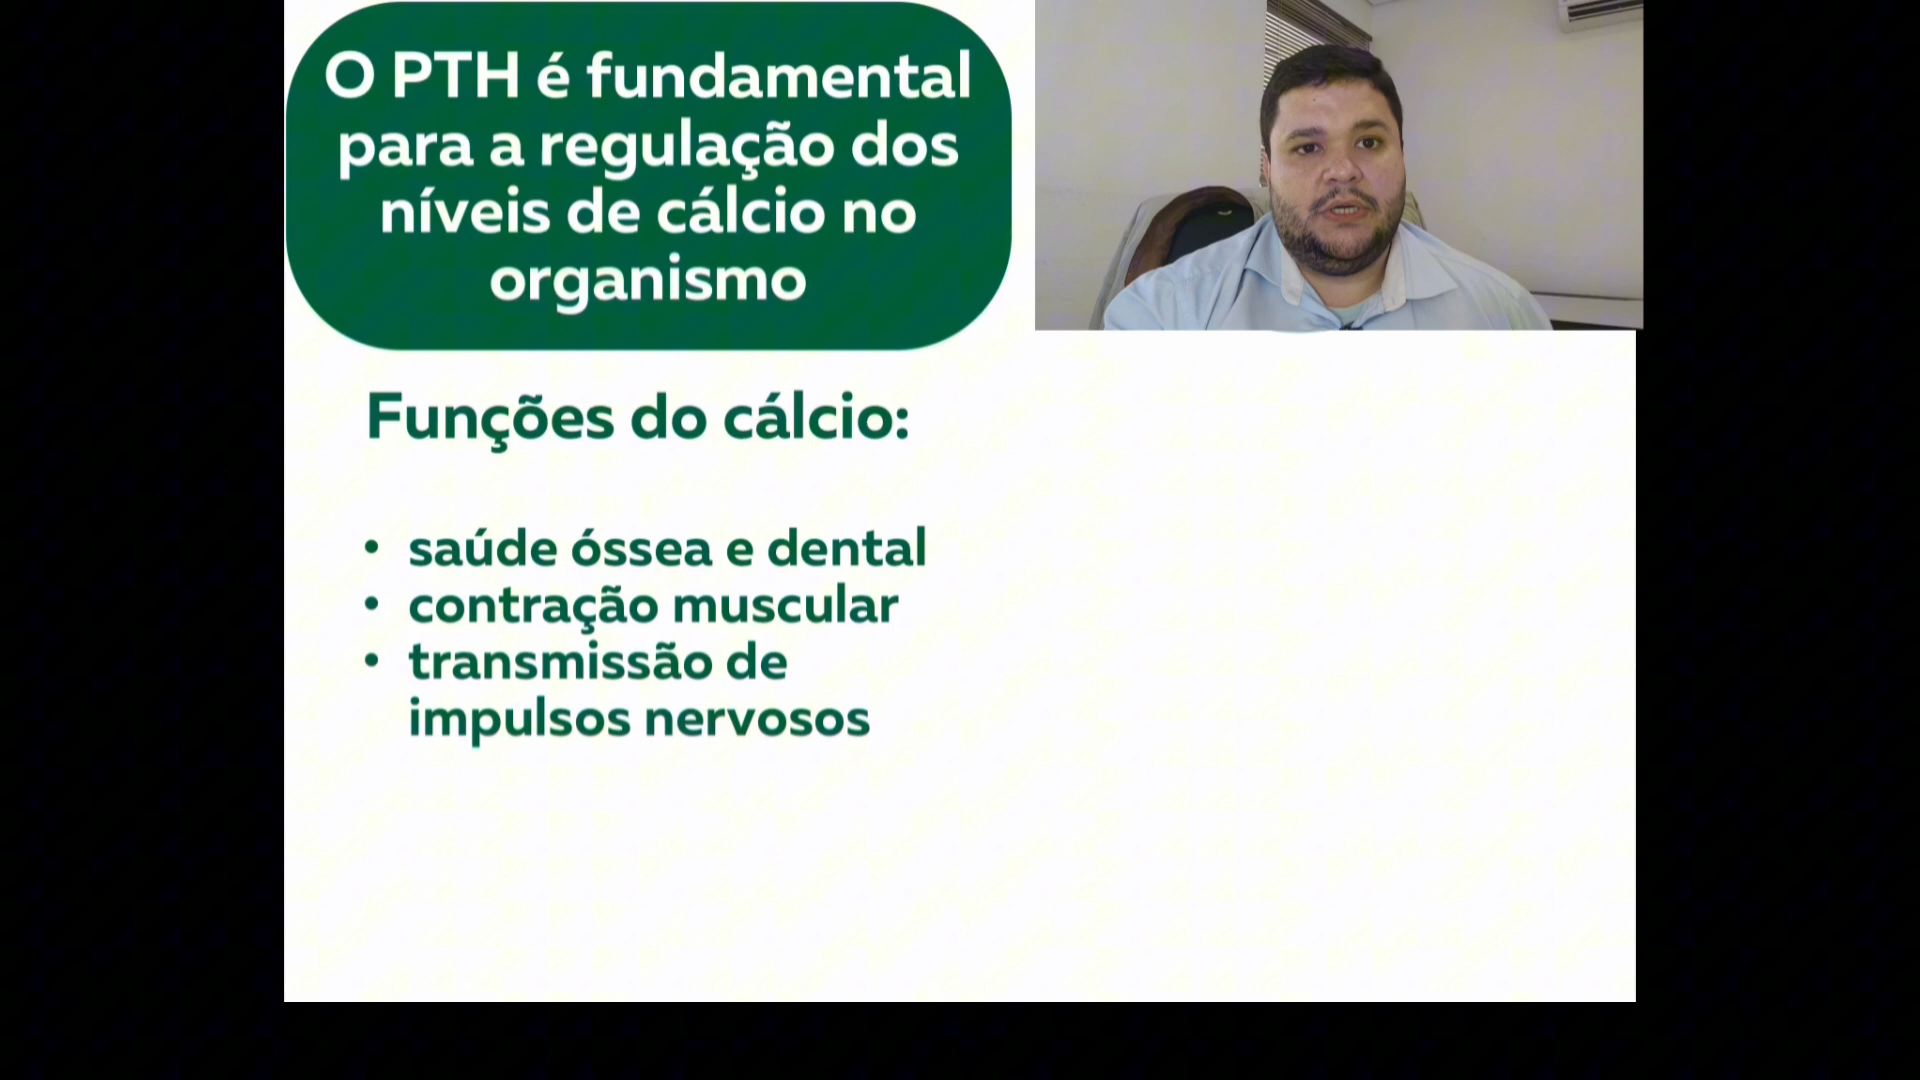 O PTH é fundamental
para a regulação dos
níveis de cálcio no
organismo
Funções do cálcio:
• saúde óssea e dental
• contração muscular
• transmissão de
impulsos nervosos